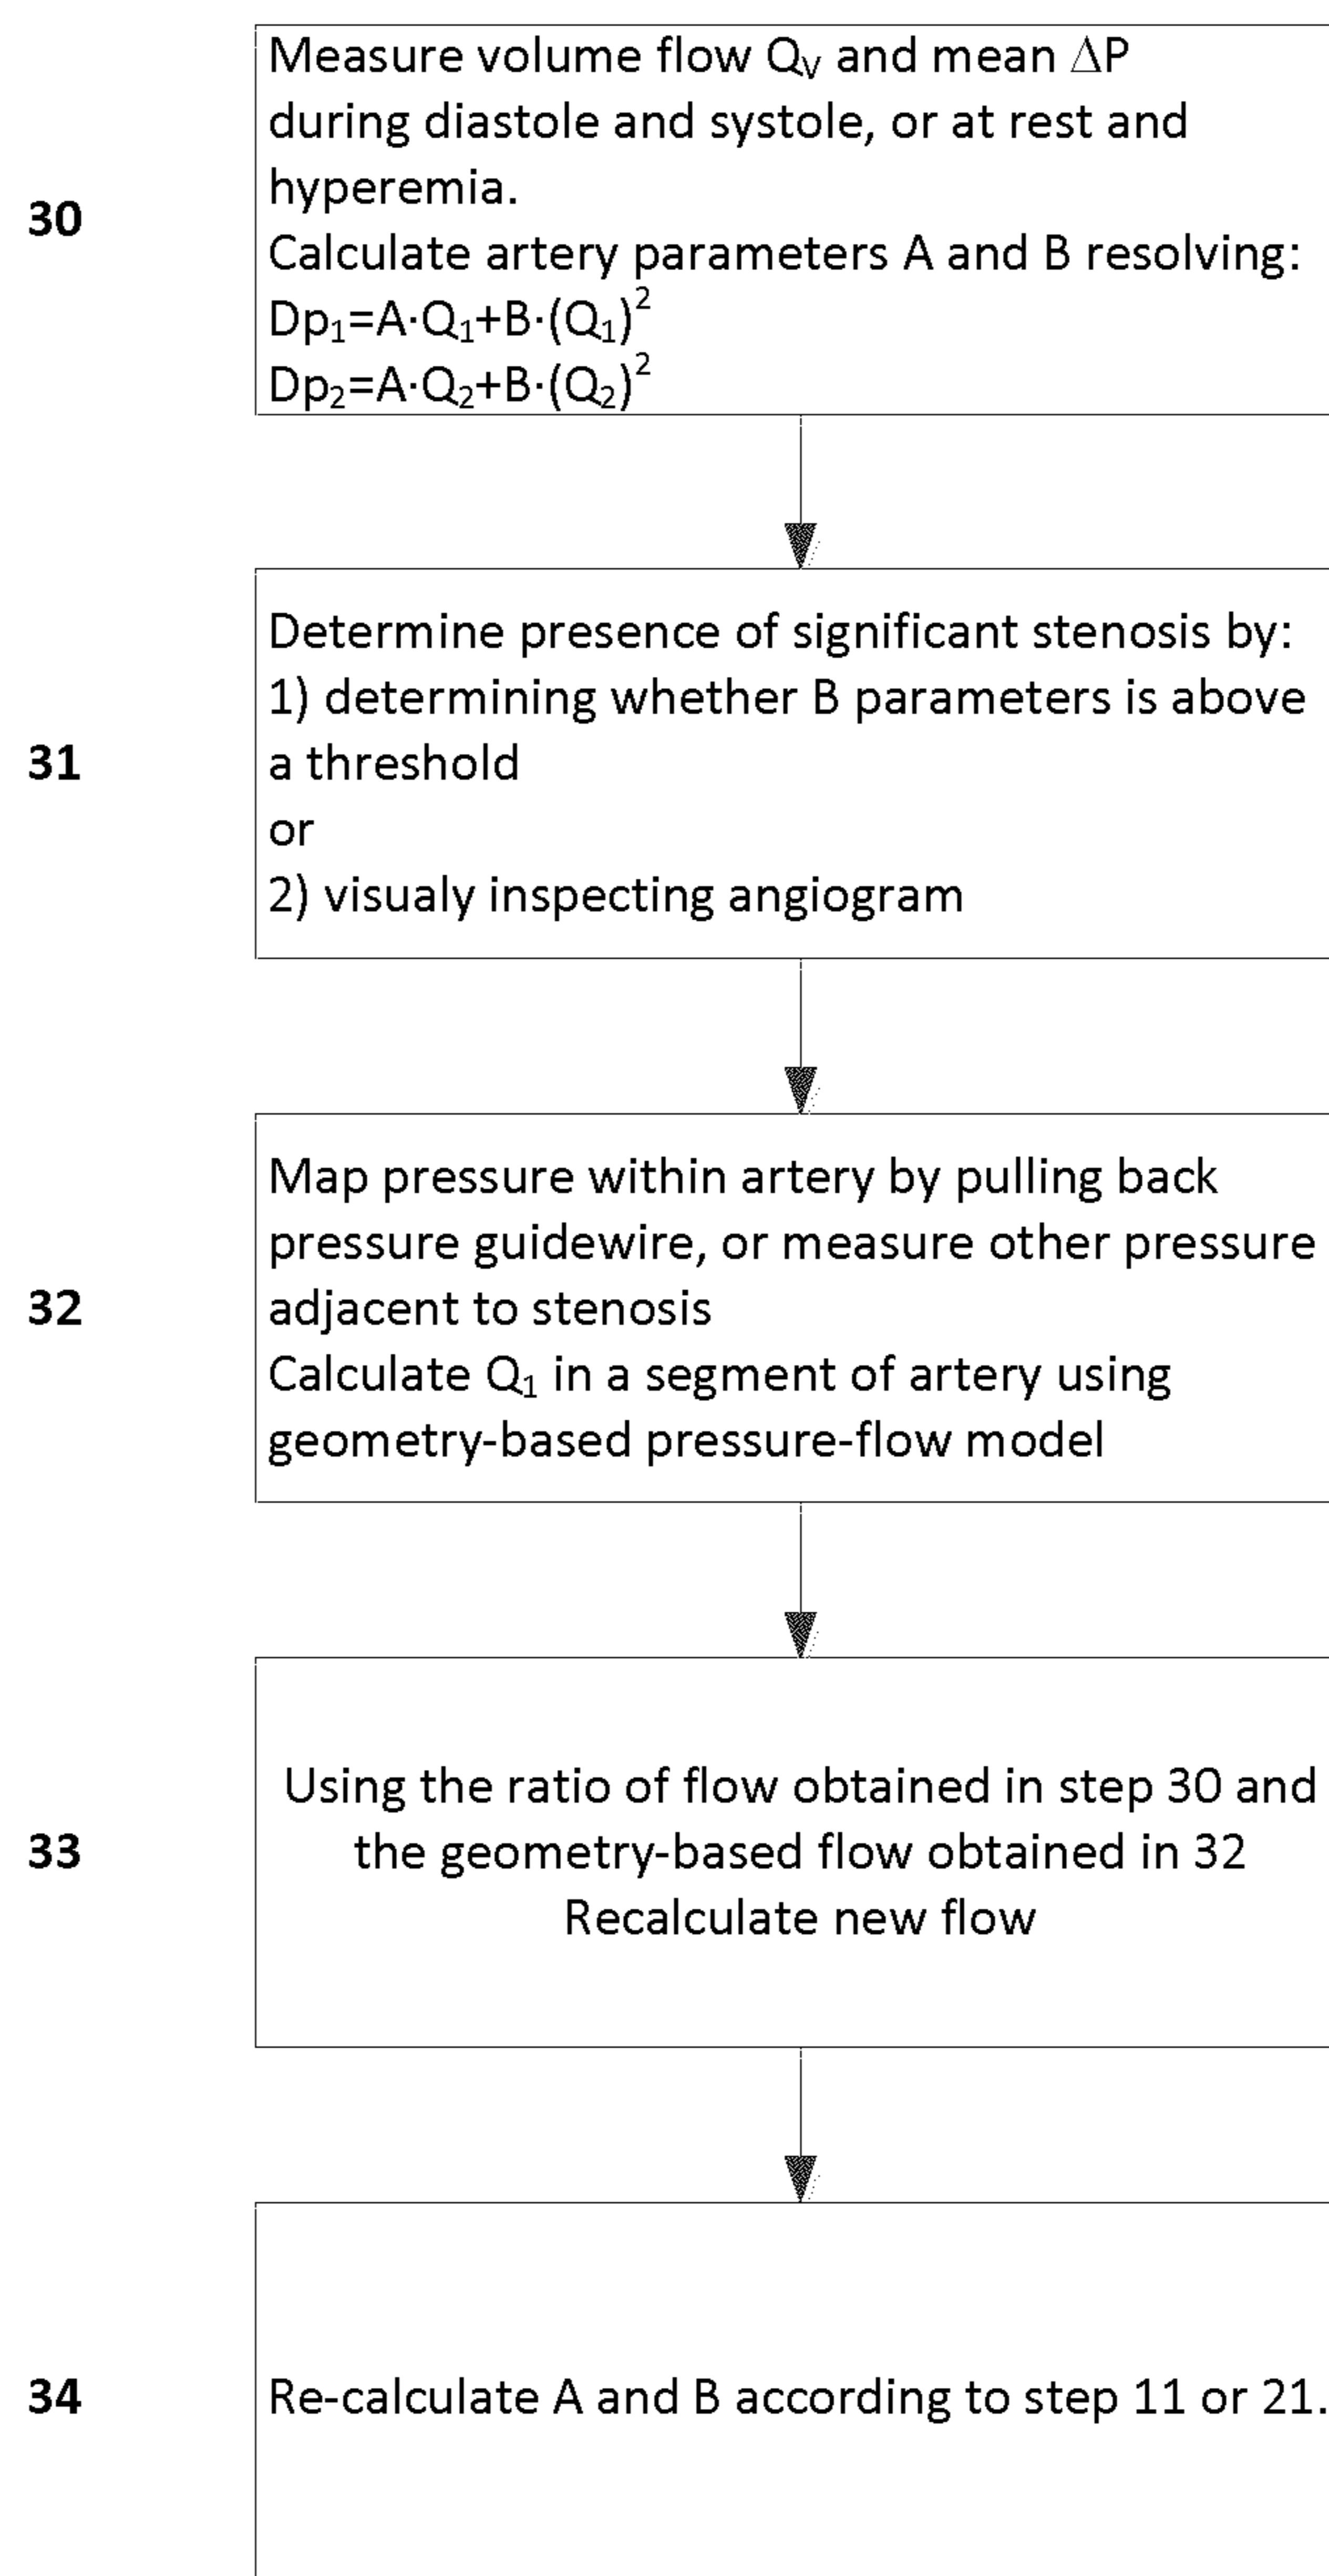 30
Measure volume flow Qᵥ and mean ΔP
during diastole and systole, or at rest and
hyperemia.
Calculate artery parameters A and B resolving:
Dp₁=A·Q₁+B·(Q₁)²
Dp₂=A·Q₂+B·(Q₂)²
31
Determine presence of significant stenosis by:
1) determining whether B parameters is above
a threshold
or
2) visualy inspecting angiogram
32
Map pressure within artery by pulling back
pressure guidewire, or measure other pressure
adjacent to stenosis
Calculate Q₁ in a segment of artery using
geometry-based pressure-flow model
33
Using the ratio of flow obtained in step 30 and
the geometry-based flow obtained in 32
Recalculate new flow
34
Re-calculate A and B according to step 11 or 21.